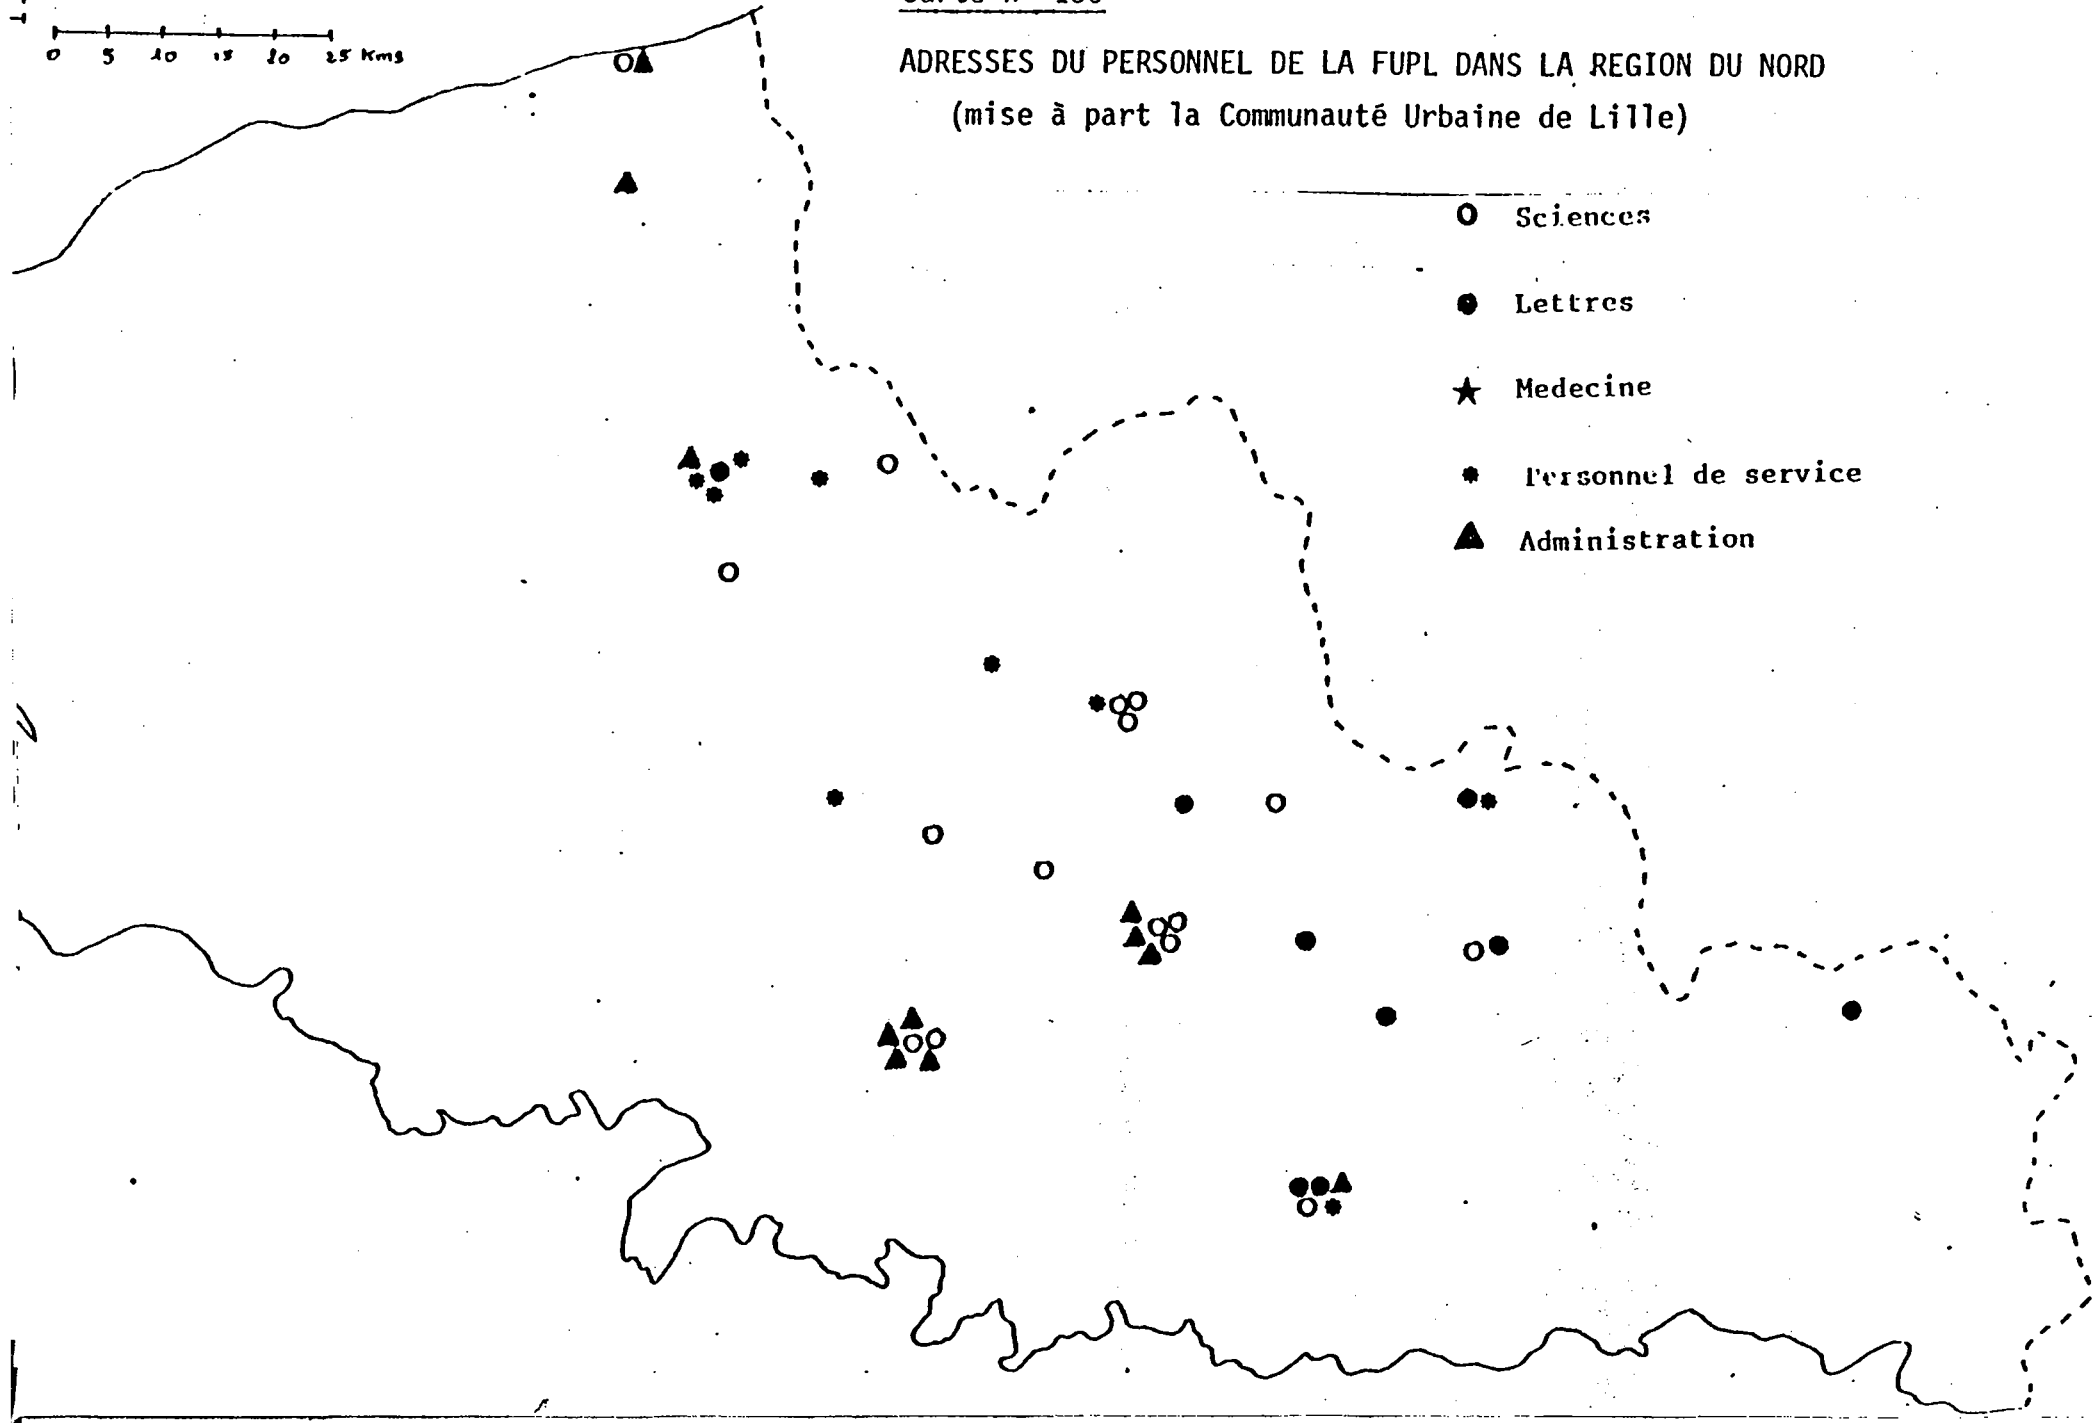 0 5 10 15 20 25 Kms
ADRESSES DU PERSONNEL DE LA FUPL DANS LA REGION DU NORD
(mise à part la Communauté Urbaine de Lille)
Sciences
Lettres
Medecine
Personnel de service
Administration